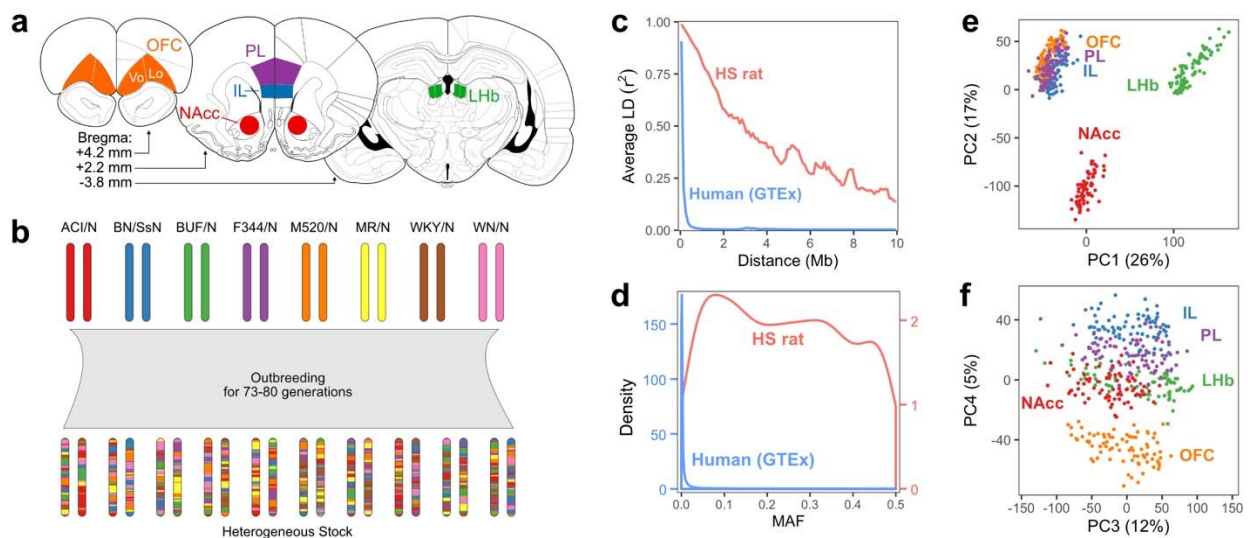 a
OFC
Vo Lo
PL
IL
NAcc
LHb
Bregma:
+4.2 mm
+2.2 mm
-3.8 mm
b
ACI/N BN/SsN BUF/N F344/N M520/N MR/N WKY/N WN/N
Outbreeding
for 73-80 generations
Heterogeneous Stock
c
1.00
0.75
0.50
0.25
0.00
Average LD (r²)
HS rat
Human (GTEx)
0 2 4 6 8 10
Distance (Mb)
d
150
100
50
0
Density
HS rat
Human (GTEx)
2
1
0
0.0 0.1 0.2 0.3 0.4 0.5
MAF
e
50
0
-50
-100
PC2 (17%)
OFC
PL
IL
LHb
NAcc
0 100
PC1 (26%)
f
40
0
-40
PC4 (5%)
IL
PL
LHb
NAcc
OFC
-150 -100 -50 0 50 100 150
PC3 (12%)